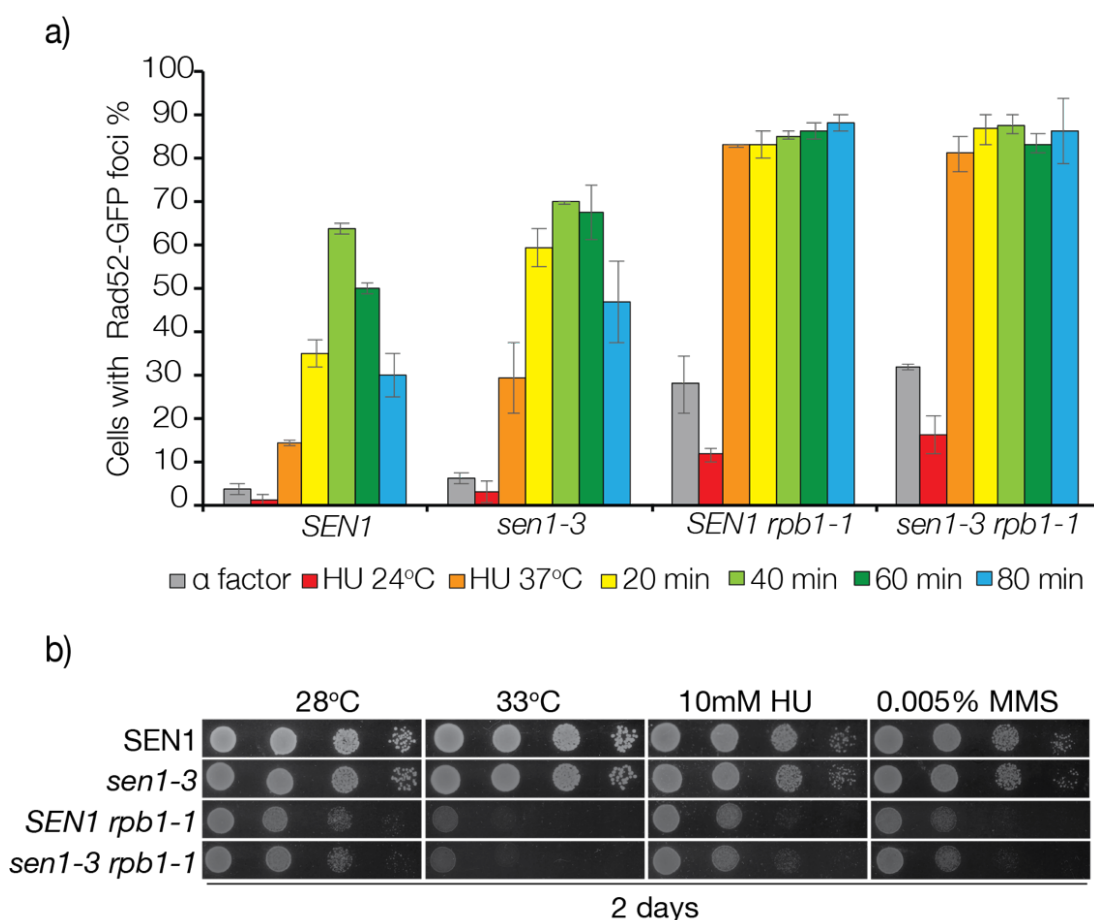 a)
Cells with Rad52-GFP foci %
100
90
80
70
60
50
40
30
20
10
0
SEN1 sen1-3 SEN1 rpb1-1 sen1-3 rpb1-1
α factor HU 24°C HU 37°C 20 min 40 min 60 min 80 min
b)
28°C 33°C 10mM HU 0.005% MMS
SEN1
sen1-3
SEN1 rpb1-1
sen1-3 rpb1-1
2 days